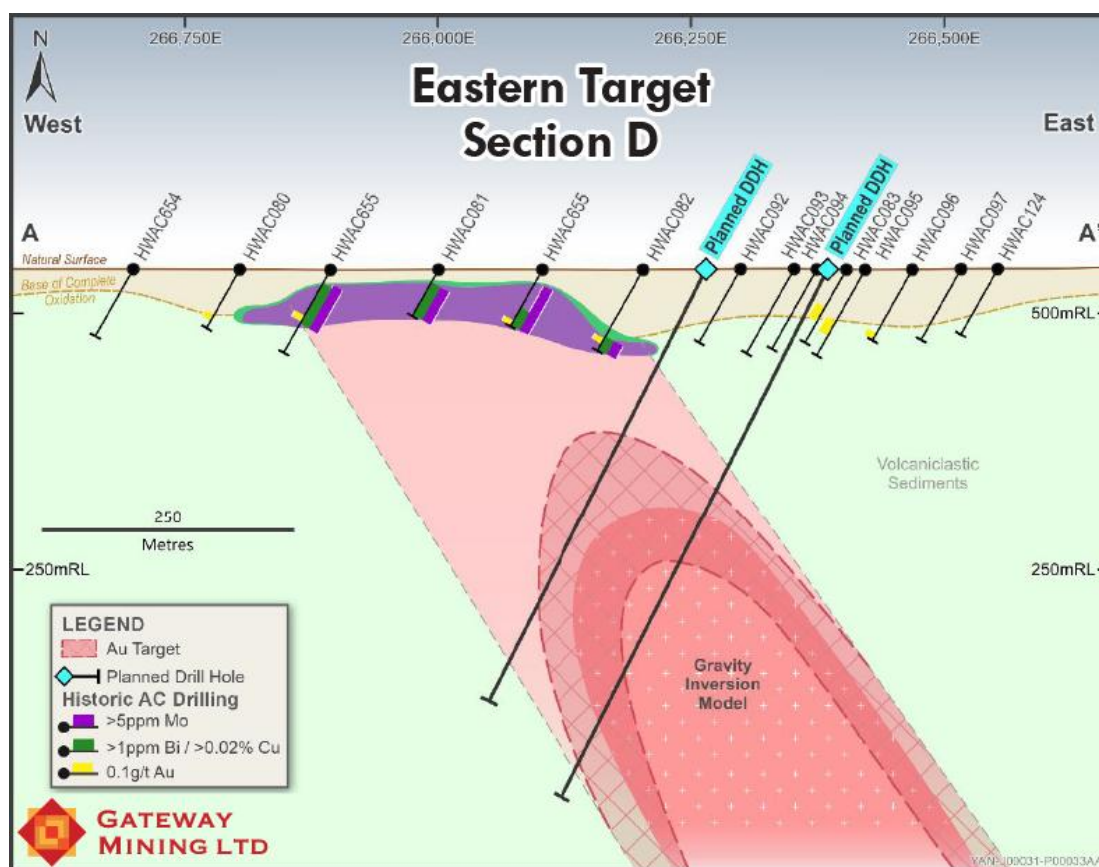 266,750E
266,000E
266,250E
266,500E
N
West
Eastern Target
Section D
East
A
HWAC654
HWAC080
HWAC655
HWAC081
HWAC655
HWAC082
Planned DDH
HWAC092
HWAC093
HWAC094
Planned DDH
HWAC083
HWAC095
HWAC096
HWAC097
HWAC124
A'
Natural Surface
Base of Complete
Oxidation
500mRL
Volcaniclastic
Sediments
250
Metres
250mRL
250mRL
Gravity
Inversion
Model
LEGEND
Au Target
Planned Drill Hole
Historic AC Drilling
>5ppm Mo
>1ppm Bi / >0.02% Cu
0.1g/t Au
GATEWAY
MINING LTD